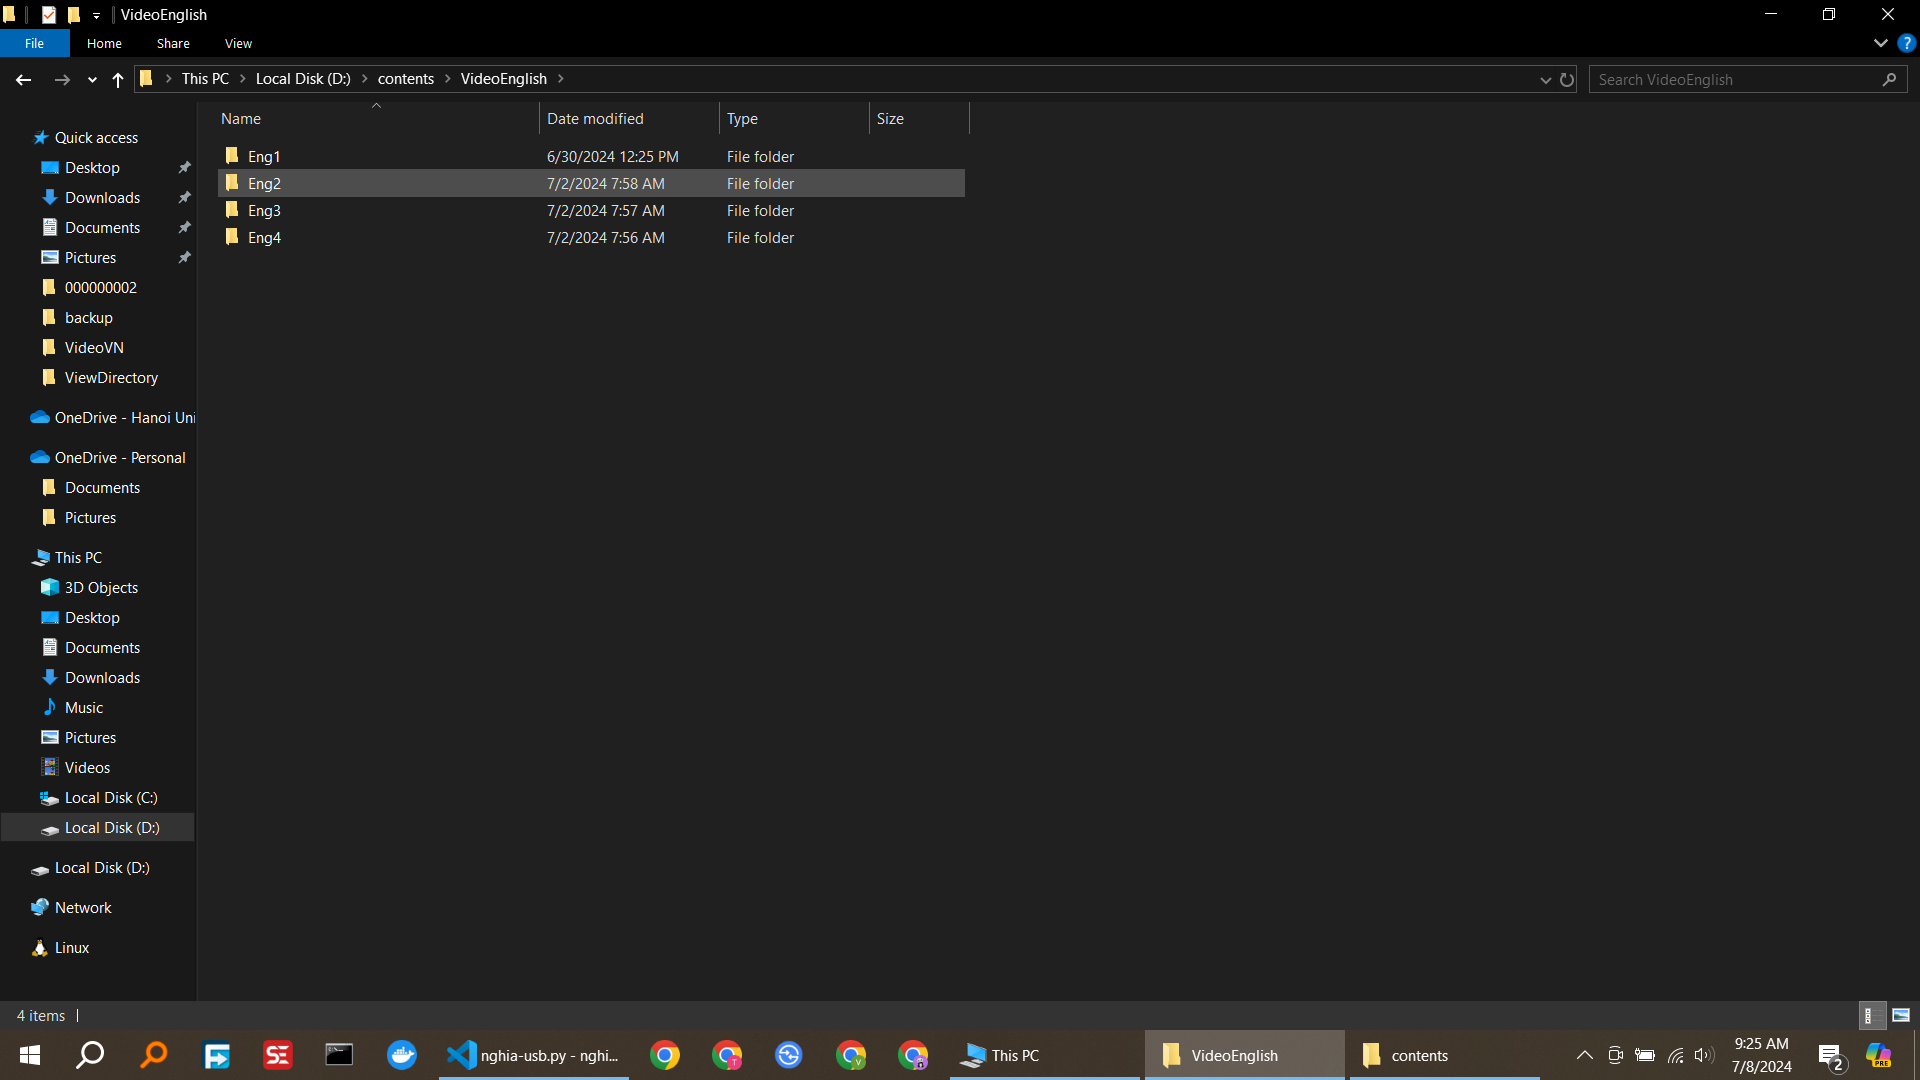 VideoEnglish
File Home Share View
This PC Local Disk (D:) contents VideoEnglish
Search VideoEnglish
Name Date modified Type Size
Eng1 6/30/2024 12:25 PM File folder
Eng2 7/2/2024 7:58 AM File folder
Eng3 7/2/2024 7:57 AM File folder
Eng4 7/2/2024 7:56 AM File folder
Quick access
Desktop
Downloads
Documents
Pictures
000000002
backup
VideoVN
ViewDirectory
OneDrive - Hanoi Uni
OneDrive - Personal
Documents
Pictures
This PC
3D Objects
Desktop
Documents
Downloads
Music
Pictures
Videos
Local Disk (C:)
Local Disk (D:)
Local Disk (D:)
Network
Linux
4 items
SE
nghia-usb.py - nghi...
T
V
This PC
VideoEnglish
contents
9:25 AM
7/8/2024
2
PRE